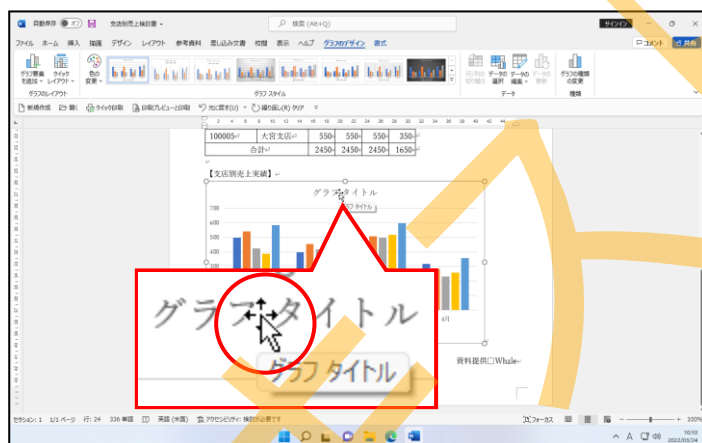 自動保存 オフ 支店別売上検討書 検索 (Alt+Q) サインイン
ファイル ホーム 挿入 描画 デザイン レイアウト 参考資料 差し込み文書 校閲 表示 ヘルプ グラフのデザイン 書式 コメント 共有
グラフ要素 クイック 色の 行/列の データの データの データの グラフの種類
を追加 レイアウト 変更 切り替え 選択 編集 更新 の変更
グラフのレイアウト グラフ スタイル データ 種類
新規作成 開く クイック印刷 印刷プレビューと印刷 元に戻す(U) 繰り返し(R) クリア
100005 大宮支店 550 550 550 350
合計 2450 2450 2450 1650
【支店別売上実績】
グラフ タイトル
グラフ タイトル
700
600
500
400
300
グラフタイトル
グラフ タイトル
4月
資料提供□Whale
セクション: 1 1/1 ページ 行: 24 336 単語 英語 (米国) アクセシビリティ: 検討が必要です フォーカス 100%
A 10:10
2022/03/24